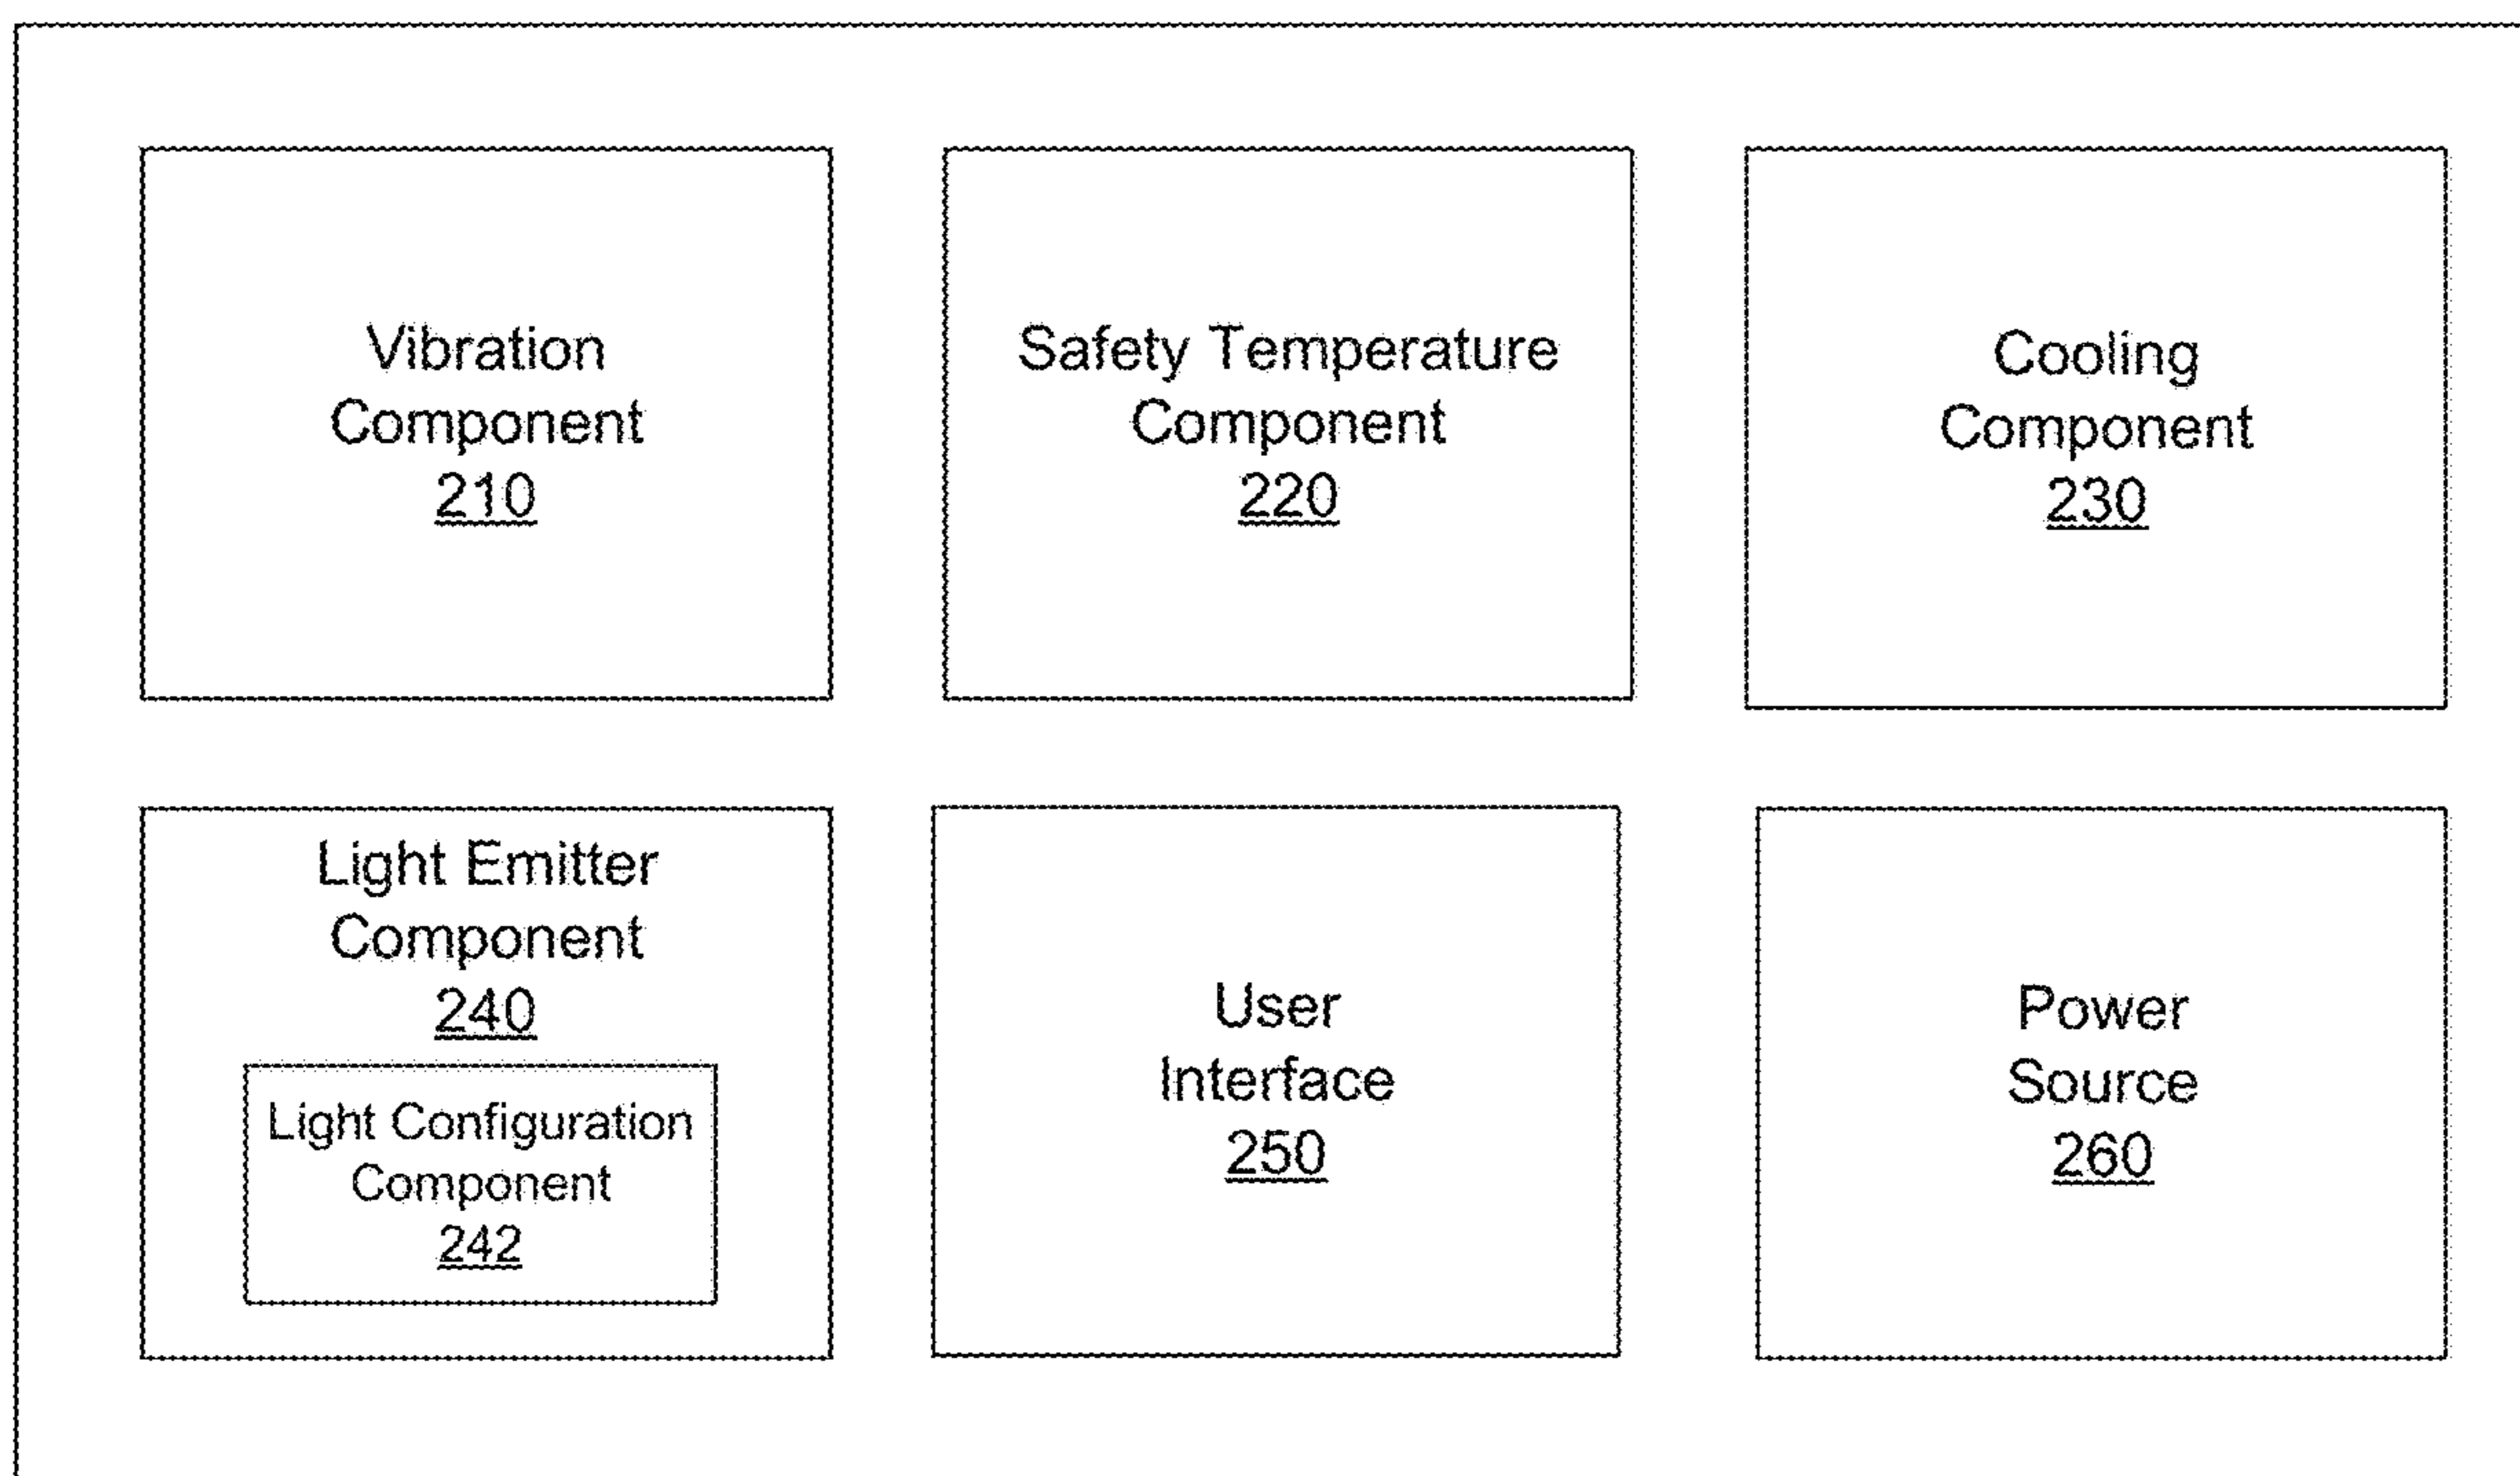 Vibration
Component
210
Safety Temperature
Component
220
Cooling
Component
230
Light Emitter
Component
240
Light Configuration
Component
242
User
Interface
250
Power
Source
260